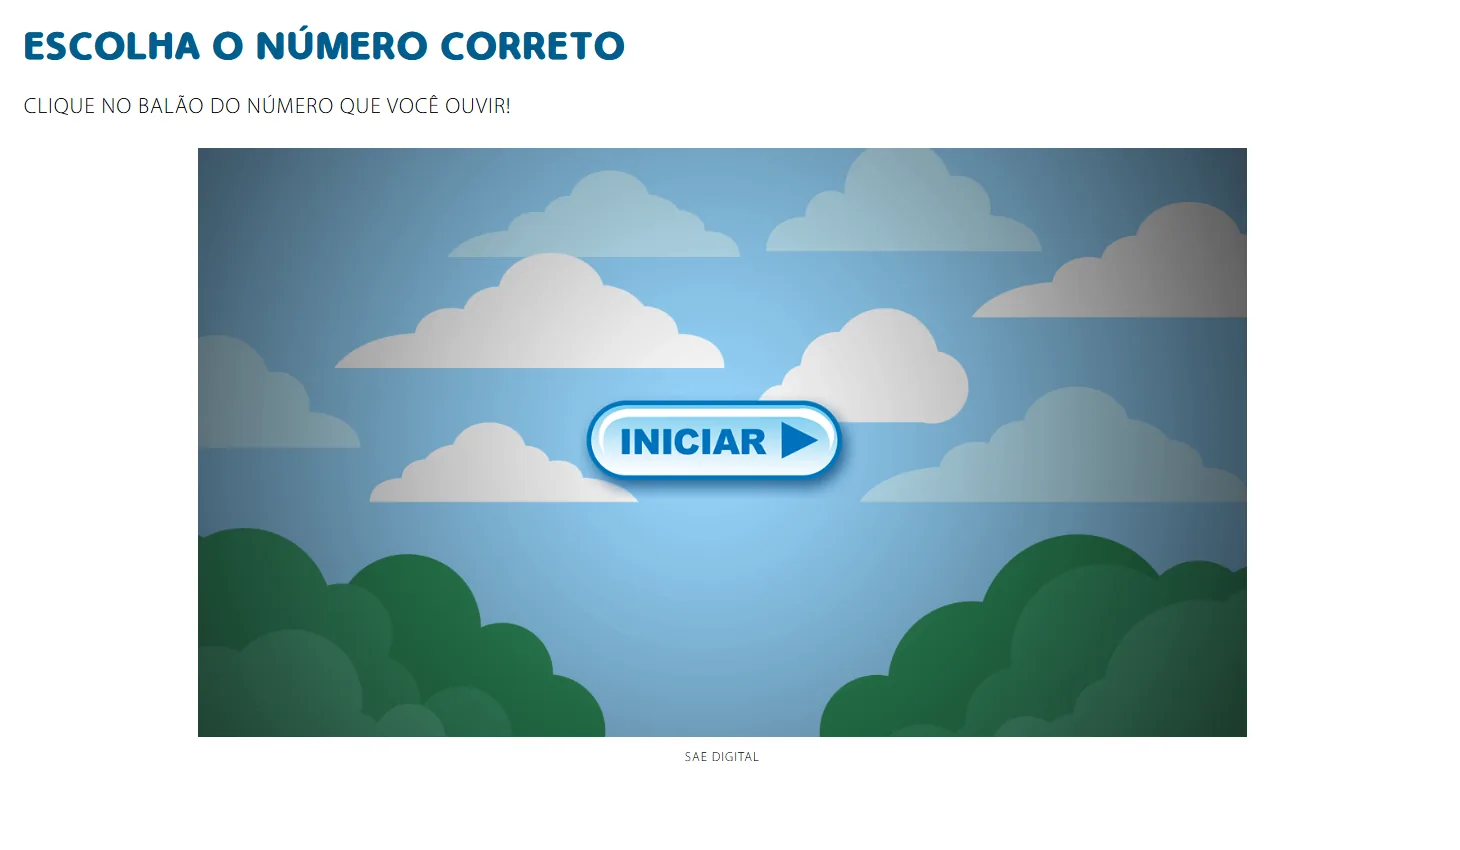 ESCOLHA O NÚMERO CORRETO
CLIQUE NO BALÃO DO NÚMERO QUE VOCÊ OUVIR!
INICIAR
SAE DIGITAL